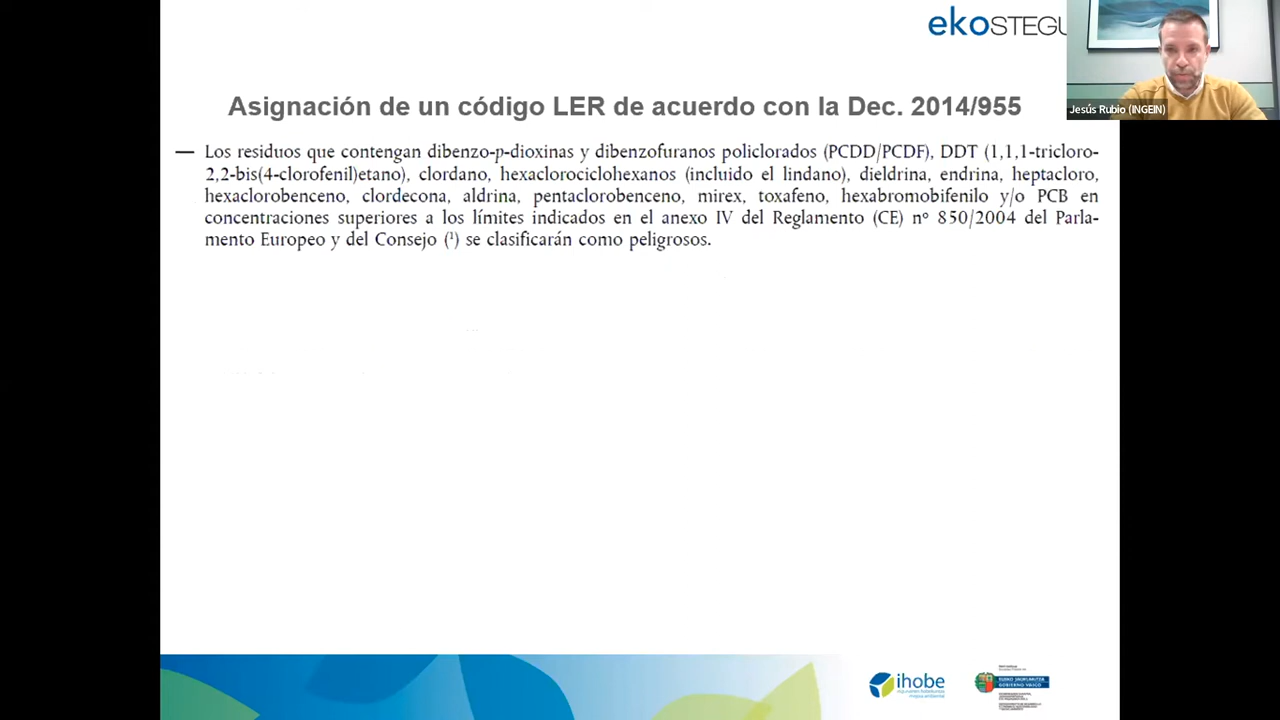 ekoSTEGU
Jesús Rubio (INGEIN)
Asignación de un código LER de acuerdo con la Dec. 2014/955
— Los residuos que contengan dibenzo-p-dioxinas y dibenzofuranos policlorados (PCDD/PCDF), DDT (1,1,1-tricloro-
2,2-bis(4-clorofenil)etano), clordano, hexaclorociclohexanos (incluido el lindano), dieldrina, endrina, heptacloro,
hexaclorobenceno, clordecona, aldrina, pentaclorobenceno, mirex, toxafeno, hexabromobifenilo y/o PCB en
concentraciones superiores a los límites indicados en el anexo IV del Reglamento (CE) nº 850/2004 del Parla-
mento Europeo y del Consejo (¹) se clasificarán como peligrosos.
ihobe
EUSKO JAURLARITZA
GOBIERNO VASCO